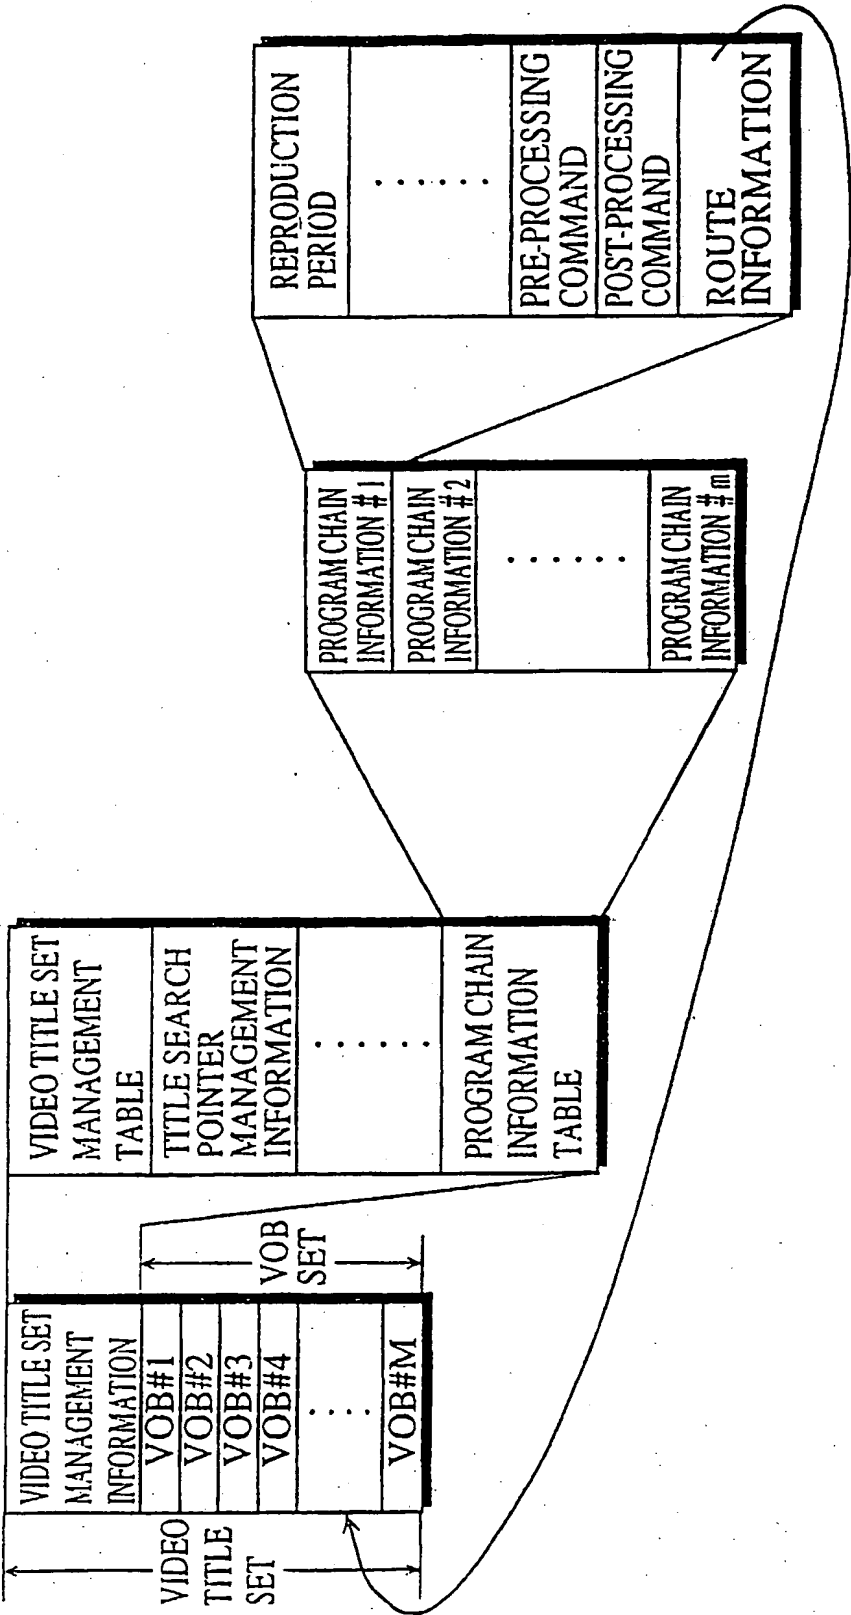 VIDEO
TITLE
SET
VIDEO TITLE SET
MANAGEMENT
INFORMATION
VOB#1
VOB#2
VOB#3
VOB#4
. . . .
VOB#M
VOB
SET
VIDEO TITLE SET
MANAGEMENT
TABLE
TITLE SEARCH
POINTER
MANAGEMENT
INFORMATION
. . . . . .
PROGRAM CHAIN
INFORMATION
TABLE
PROGRAM CHAIN
INFORMATION #1
PROGRAM CHAIN
INFORMATION #2
. . . . . .
PROGRAM CHAIN
INFORMATION #m
REPRODUCTION
PERIOD
. . . . . .
PRE-PROCESSING
COMMAND
POST-PROCESSING
COMMAND
ROUTE
INFORMATION